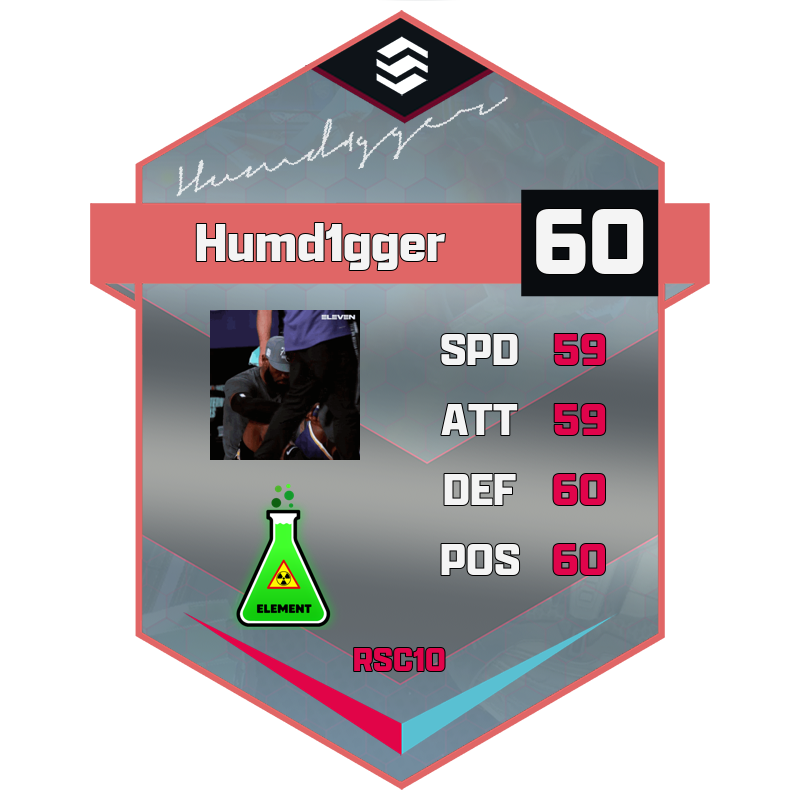 Humd1gger
Humd1gger
60
ELEVEN
SPD 59
ATT 59
DEF 60
POS 60
ELEMENT
RSC10